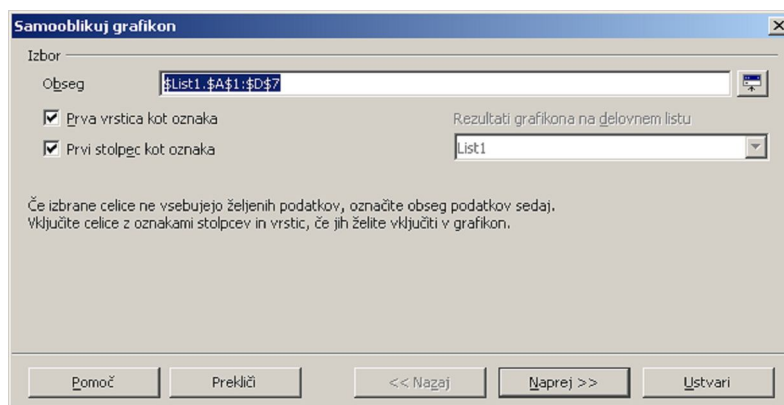 Samooblikuj grafikon
Izbor
Obseg $List1.$A$1:$D$7
Prva vrstica kot oznaka Rezultati grafikona na delovnem listu
Prvi stolpec kot oznaka List1
Če izbrane celice ne vsebujejo željenih podatkov, označite obseg podatkov sedaj.
Vključite celice z oznakami stolpcev in vrstic, če jih želite vključiti v grafikon.
Pomoč Prekliči << Nazaj Naprej >> Ustvari